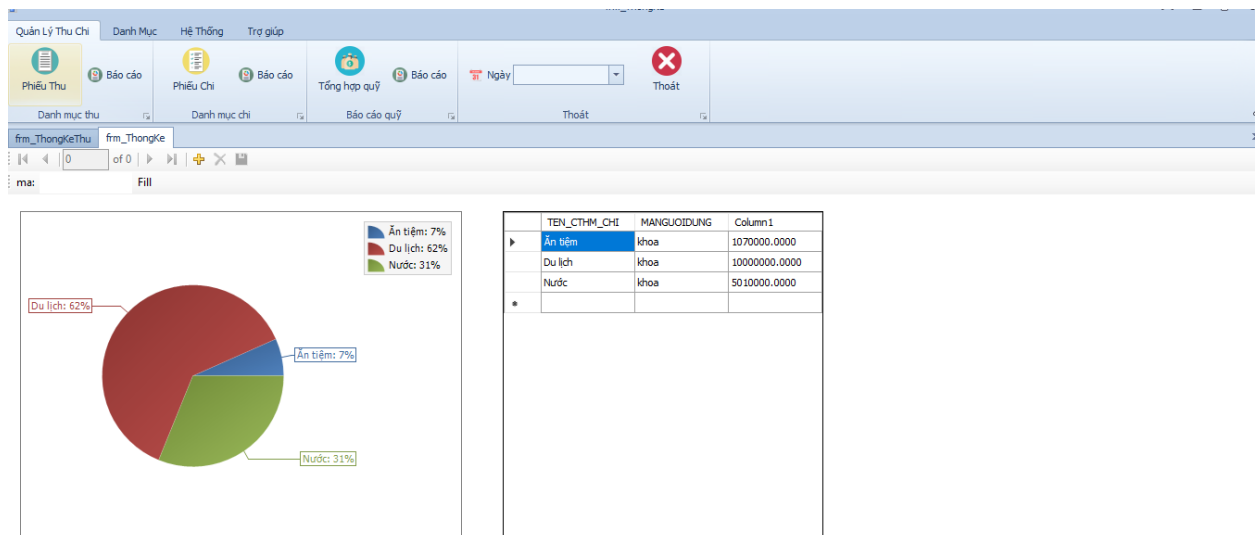 frm_ThongKe
Quản Lý Thu Chi Danh Mục Hệ Thống Trợ giúp
Phiếu Thu Báo cáo Phiếu Chi Báo cáo Tổng hợp quỹ Báo cáo Ngày Thoát
Danh mục thu Danh mục chi Báo cáo quỹ Thoát
frm_ThongKeThu frm_ThongKe
0 of 0
ma: Fill
Ăn tiệm: 7%
Du lịch: 62%
Nước: 31%
Du lịch: 62%
Ăn tiệm: 7%
Nước: 31%
TEN_CTHM_CHI MANGUOIDUNG Column1
Ăn tiệm khoa 1070000.0000
Du lịch khoa 10000000.0000
Nước khoa 5010000.0000